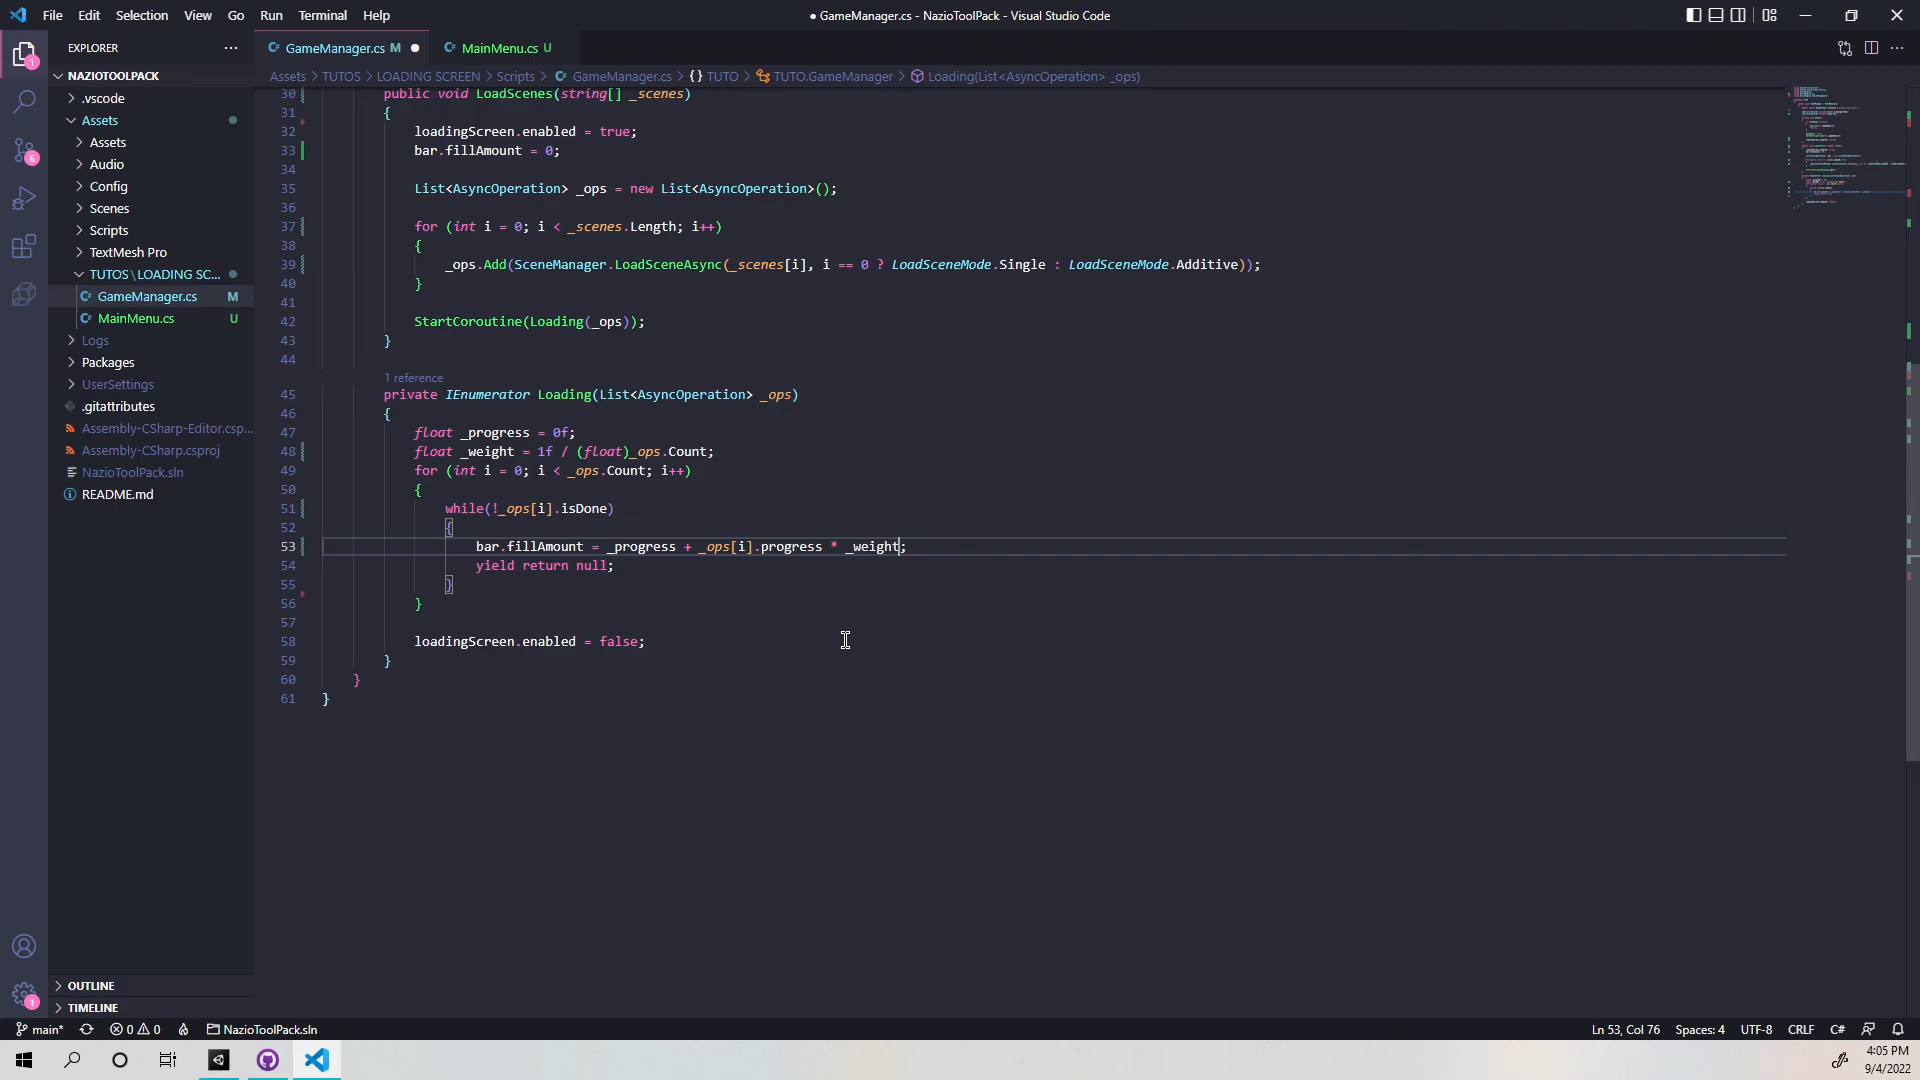 File Edit Selection View Go Run Terminal Help
● GameManager.cs - NazioToolPack - Visual Studio Code
EXPLORER
GameManager.cs M
MainMenu.cs U
NAZIOTOOLPACK
.vscode
Assets
Assets
Audio
Config
Scenes
Scripts
TextMesh Pro
TUTOS\LOADING SC...
GameManager.cs M
MainMenu.cs U
Logs
Packages
UserSettings
.gitattributes
Assembly-CSharp-Editor.csp...
Assembly-CSharp.csproj
NazioToolPack.sln
README.md
OUTLINE
TIMELINE
Assets > TUTOS > LOADING SCREEN > Scripts > GameManager.cs > {} TUTO > TUTO.GameManager > Loading(List<AsyncOperation> _ops)
30 public void LoadScenes(string[] _scenes)
31 {
32 loadingScreen.enabled = true;
33 bar.fillAmount = 0;
34
35 List<AsyncOperation> _ops = new List<AsyncOperation>();
36
37 for (int i = 0; i < _scenes.Length; i++)
38 {
39 _ops.Add(SceneManager.LoadSceneAsync(_scenes[i], i == 0 ? LoadSceneMode.Single : LoadSceneMode.Additive));
40 }
41
42 StartCoroutine(Loading(_ops));
43 }
44
1 reference
45 private IEnumerator Loading(List<AsyncOperation> _ops)
46 {
47 float _progress = 0f;
48 float _weight = 1f / (float)_ops.Count;
49 for (int i = 0; i < _ops.Count; i++)
50 {
51 while(!_ops[i].isDone)
52 {
53 bar.fillAmount = _progress + _ops[i].progress * _weight;
54 yield return null;
55 }
56 }
57
58 loadingScreen.enabled = false;
59 }
60 }
61 }
1
6
1
main* 0 0 NazioToolPack.sln
Ln 53, Col 76 Spaces: 4 UTF-8 CRLF C#
4:05 PM
9/4/2022